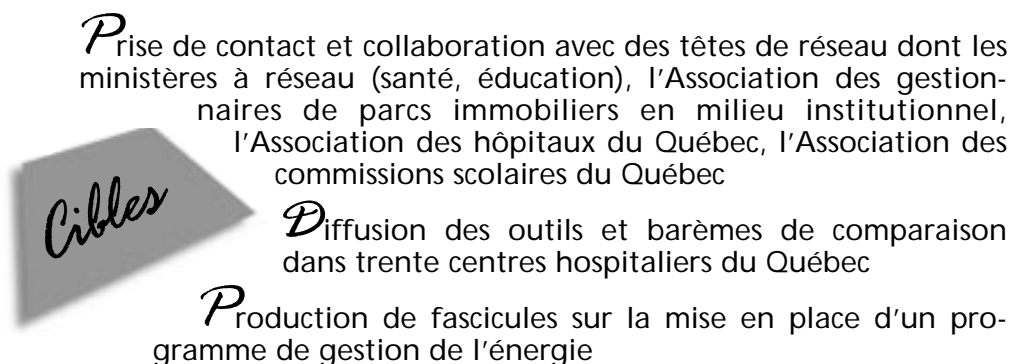 Prise de contact et collaboration avec des têtes de réseau dont les
ministères à réseau (santé, éducation), l'Association des gestion-
naires de parcs immobiliers en milieu institutionnel,
l'Association des hôpitaux du Québec, l'Association des
commissions scolaires du Québec
Cibles
Diffusion des outils et barèmes de comparaison
dans trente centres hospitaliers du Québec
Production de fascicules sur la mise en place d'un pro-
gramme de gestion de l'énergie